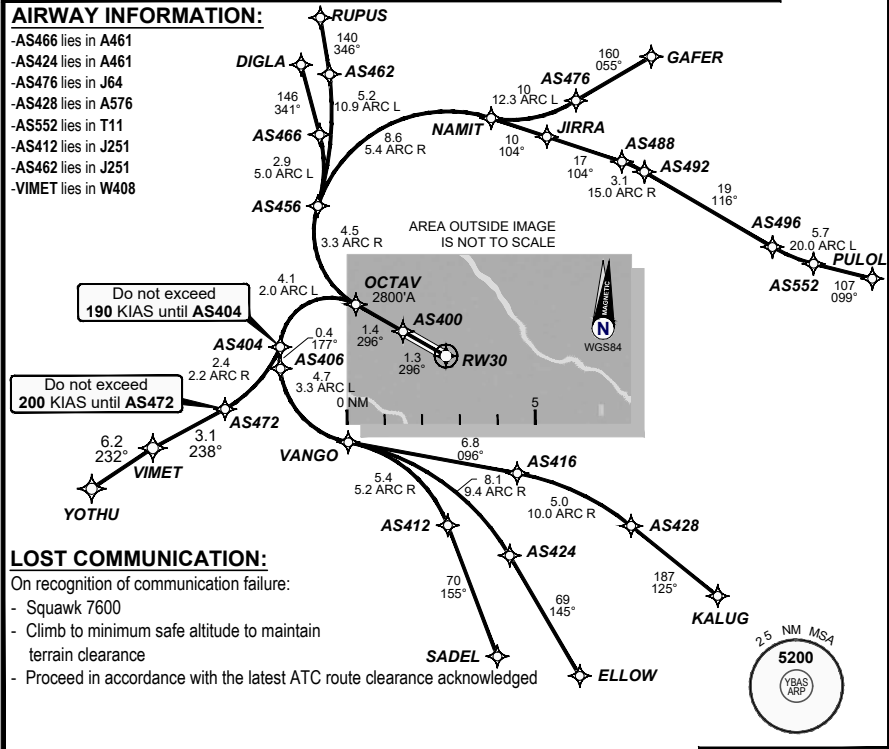 AIRWAY INFORMATION:
-AS466 lies in A461
-AS424 lies in A461
-AS476 lies in J64
-AS428 lies in A576
-AS552 lies in T11
-AS412 lies in J251
-AS462 lies in J251
-VIMET lies in W408
RUPUS
140
346°
DIGLA
AS462
146
341°
5.2
10.9 ARC L
AS466
2.9
5.0 ARC L
8.6
5.4 ARC R
AS456
160
055°
GAFER
AS476
10
12.3 ARC L
NAMIT
JIRRA
10
104°
AS488
17
104°
AS492
3.1
15.0 ARC R
19
116°
AS496
5.7
20.0 ARC L
PULOL
AS552
107
099°
4.5
3.3 ARC R
AREA OUTSIDE IMAGE
IS NOT TO SCALE
4.1
2.0 ARC L
OCTAV
2800'A
AS400
1.4
296°
1.3
296°
RW30
MAGNETIC
N
WGS84
Do not exceed
190 KIAS until AS404
AS404
0.4
177°
AS406
2.4
2.2 ARC R
4.7
3.3 ARC L
0 NM
5
Do not exceed
200 KIAS until AS472
AS472
3.1
238°
6.2
232°
VIMET
YOTHU
VANGO
6.8
096°
AS416
5.4
5.2 ARC R
8.1
9.4 ARC R
5.0
10.0 ARC R
AS412
AS424
AS428
70
155°
69
145°
187
125°
KALUG
SADEL
ELLOW
LOST COMMUNICATION:
On recognition of communication failure:
- Squawk 7600
- Climb to minimum safe altitude to maintain
terrain clearance
- Proceed in accordance with the latest ATC route clearance acknowledged
25 NM MSA
5200
YBAS
ARP